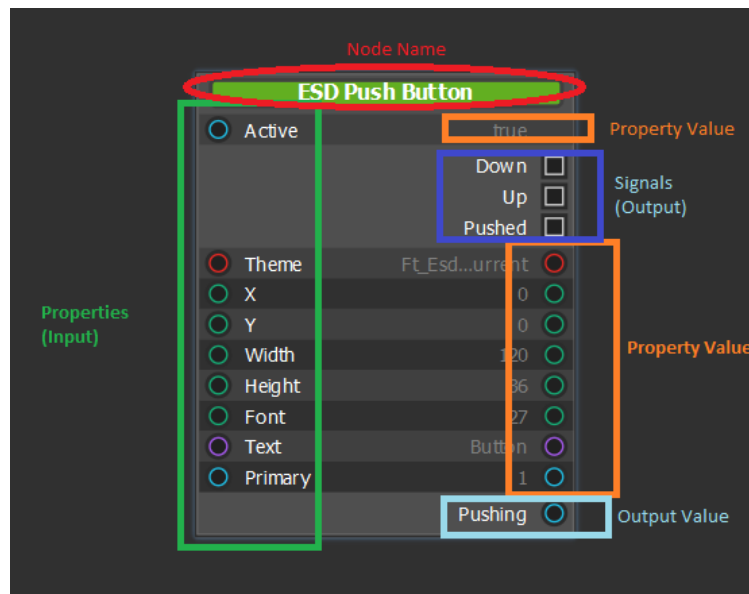 Node Name
ESD Push Button
Active true Property Value
Down
Up
Pushed
Signals
(Output)
Theme Ft_Esd...urrent
X 0
Y 0
Width 120
Height 36
Font 27
Text Button
Primary 1
Properties
(Input)
Property Value
Pushing Output Value